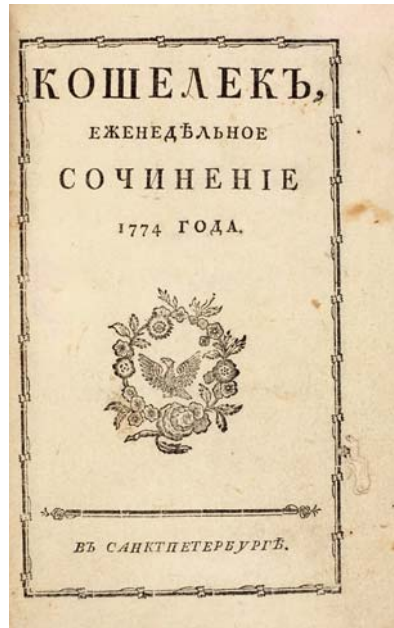 КОШЕЛЕКЪ,
ЕЖЕНЕДѢЛЬНОЕ
СОЧИНЕНІЕ
1774 ГОДА.
ВЪ САНКТПЕТЕРБУРГѢ.